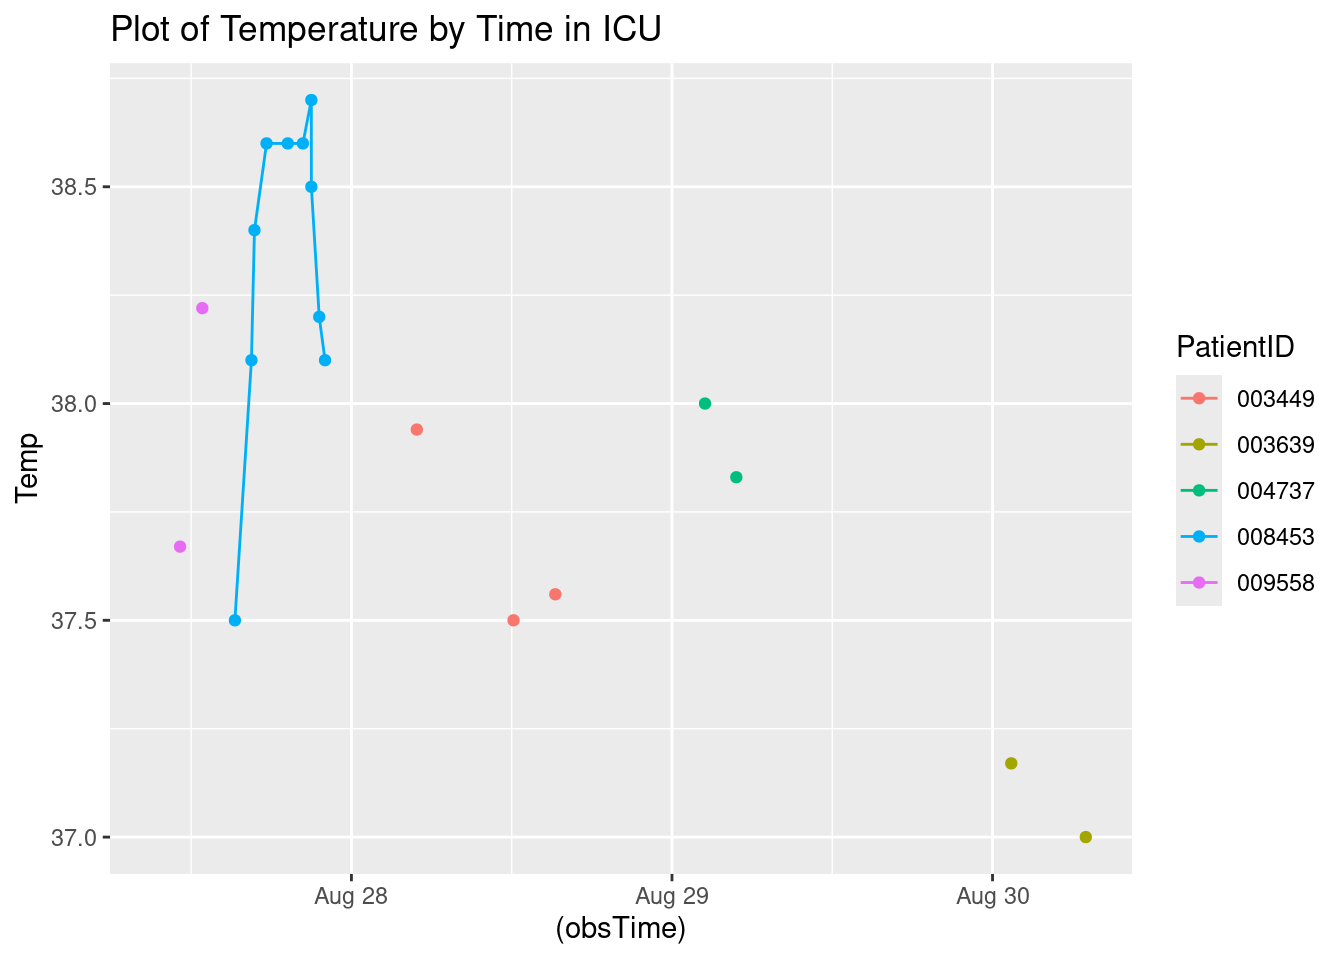 Plot of Temperature by Time in ICU
Temp
38.5
38.0
37.5
37.0
Aug 28
Aug 29
Aug 30
(obsTime)
PatientID
003449
003639
004737
008453
009558